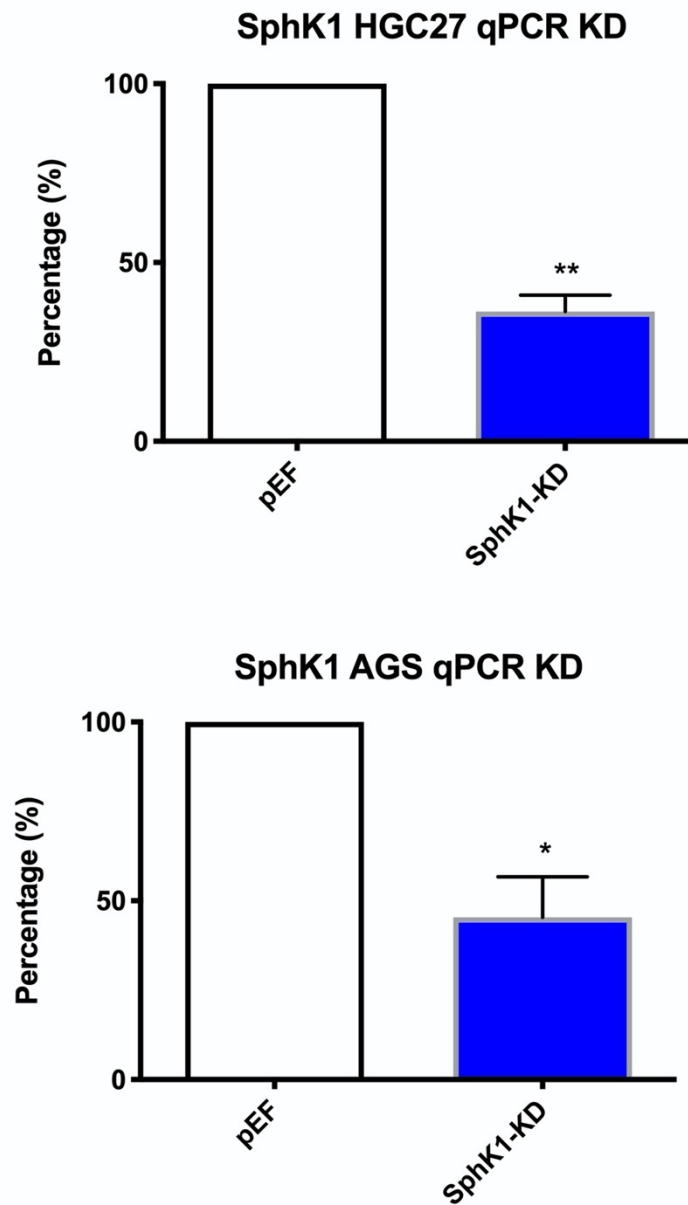 SphK1 HGC27 qPCR KD
Percentage (%)
100
50
0
**
pEF
SphK1-KD
SphK1 AGS qPCR KD
Percentage (%)
100
50
0
*
pEF
SphK1-KD